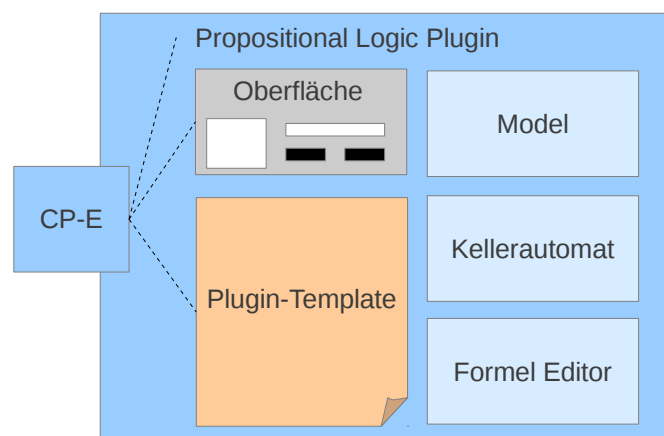 Propositional Logic Plugin
Oberfläche
Model
CP-E
Kellerautomat
Plugin-Template
Formel Editor